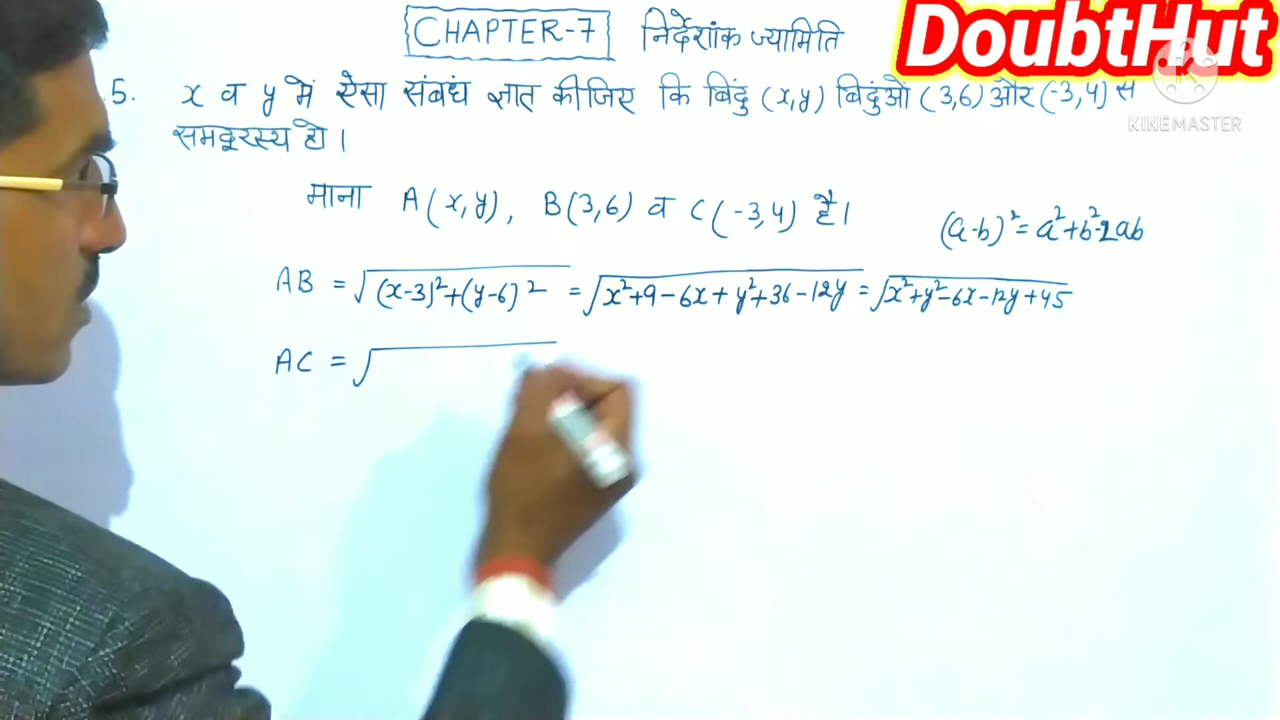 CHAPTER-7 निर्देशांक ज्यामिति
DoubtHut
KINEMASTER
5. x व y में ऐसा संबंध ज्ञात कीजिए कि बिंदु (x,y) बिंदुओ (3,6) और (-3,4) से
समदूरस्थ हो।
माना A(x,y), B(3,6) व C(-3,4) है।
(a-b)²=a²+b²-2ab
AB = √(x-3)²+(y-6)² = √x²+9-6x+y²+36-12y = √x²+y²-6x-12y+45
AC = √